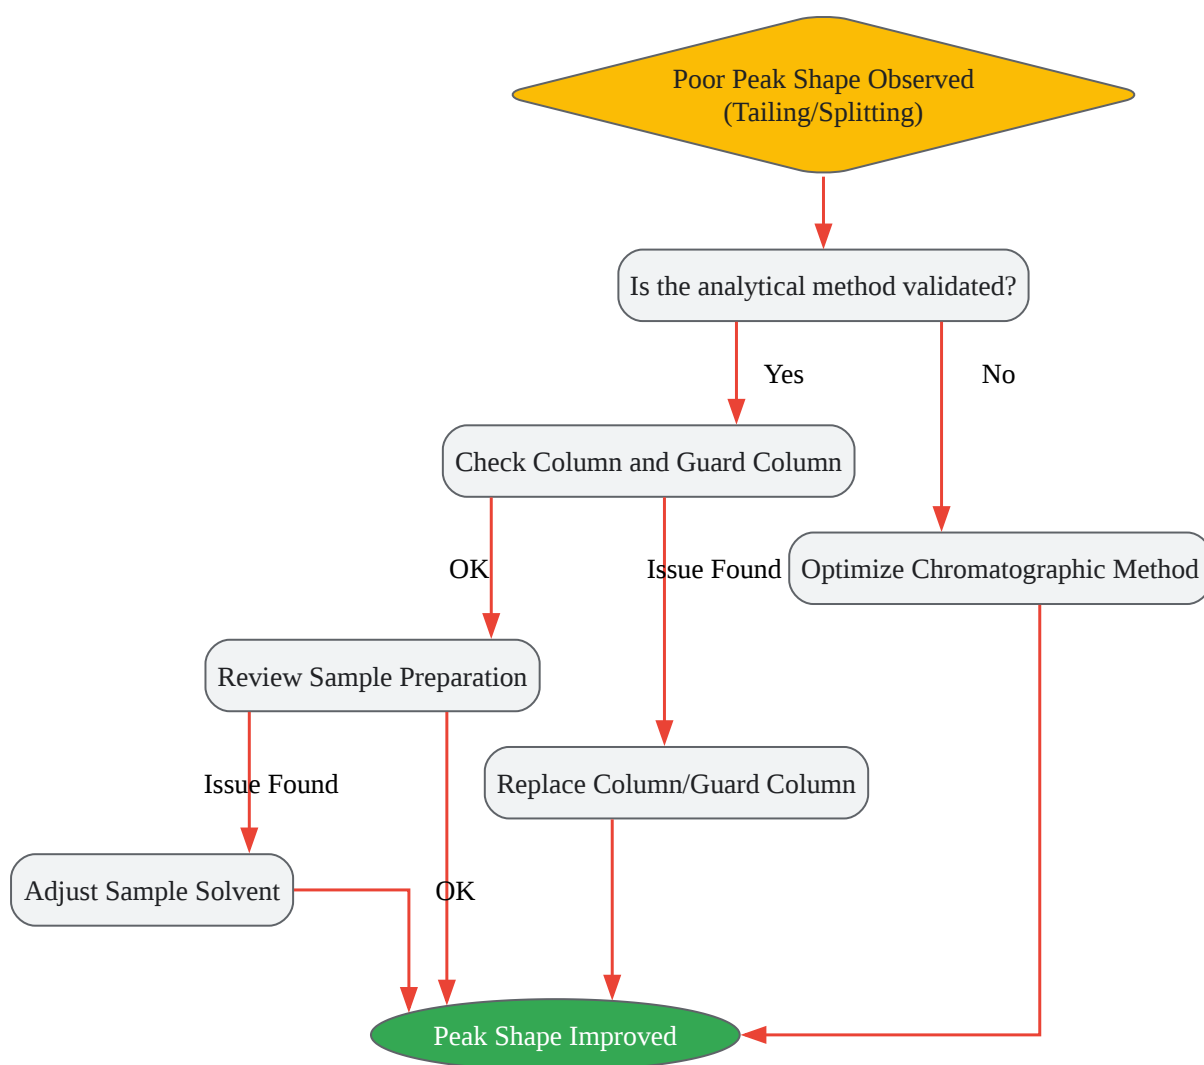 Poor Peak Shape Observed
(Tailing/Splitting)
Is the analytical method validated?
Yes
No
Check Column and Guard Column
OK
Issue Found
Optimize Chromatographic Method
Review Sample Preparation
Issue Found
Replace Column/Guard Column
Adjust Sample Solvent
OK
Peak Shape Improved